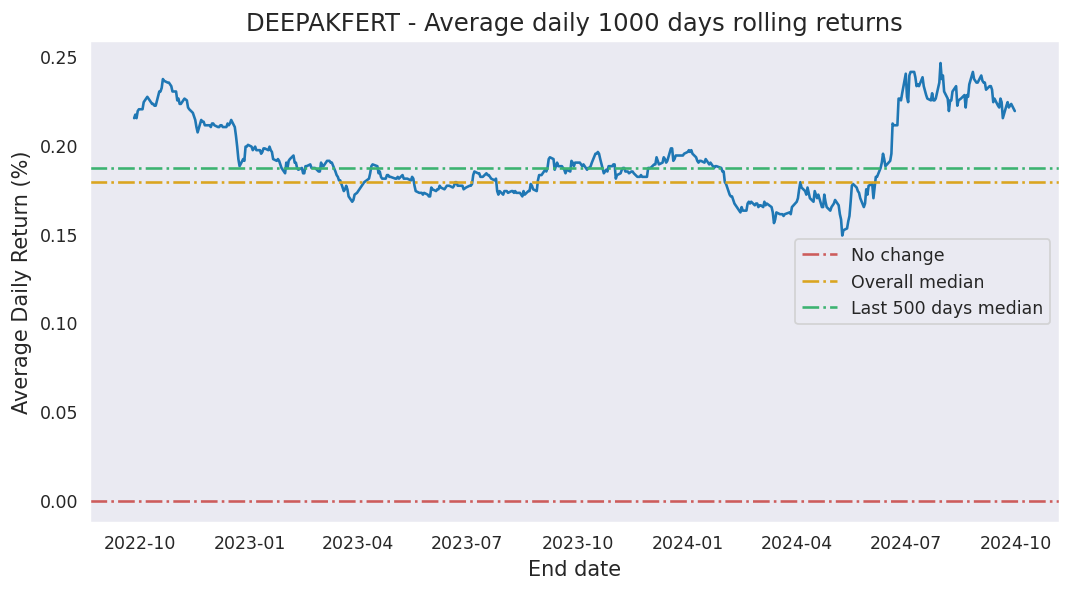 DEEPAKFERT - Average daily 1000 days rolling returns
Average Daily Return (%)
0.25
0.20
0.15
0.10
0.05
0.00
No change
Overall median
Last 500 days median
2022-10 2023-01 2023-04 2023-07 2023-10 2024-01 2024-04 2024-07 2024-10
End date